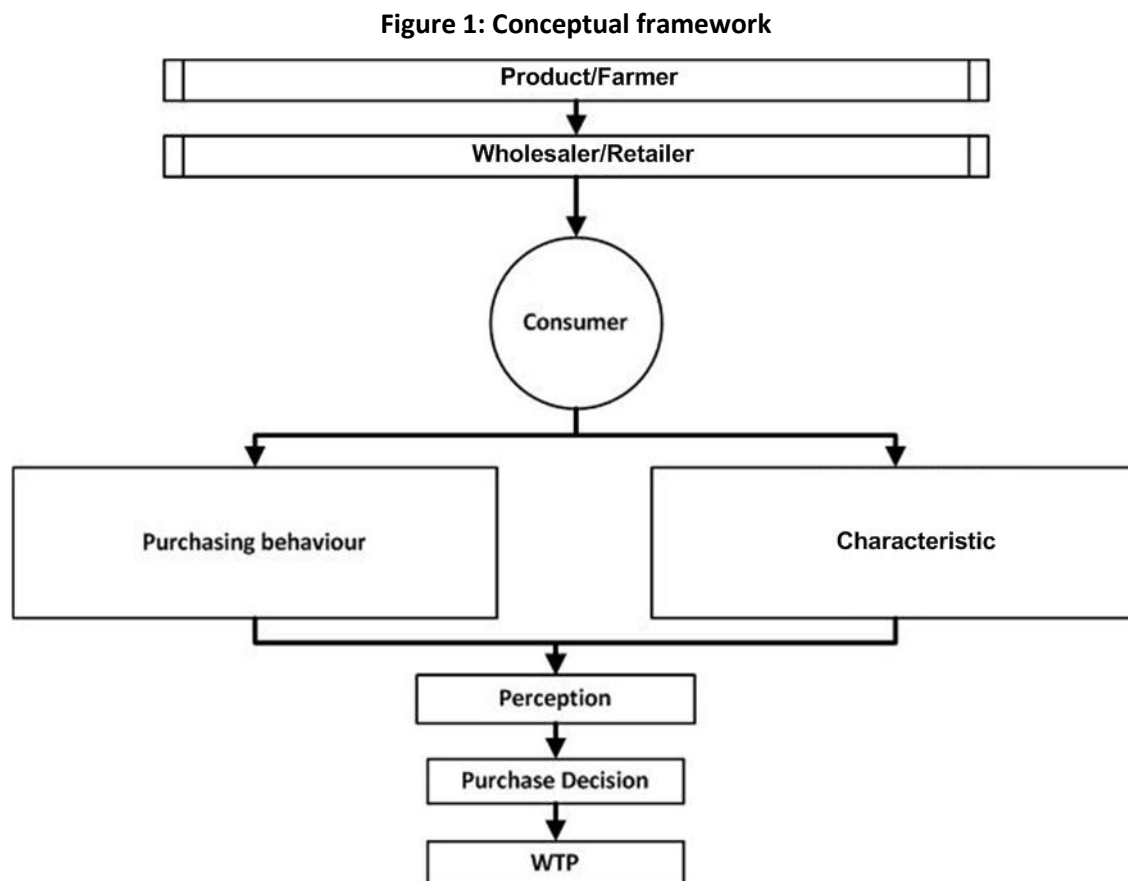 Figure 1: Conceptual framework
Product/Farmer
Wholesaler/Retailer
Consumer
Purchasing behaviour
Characteristic
Perception
Purchase Decision
WTP